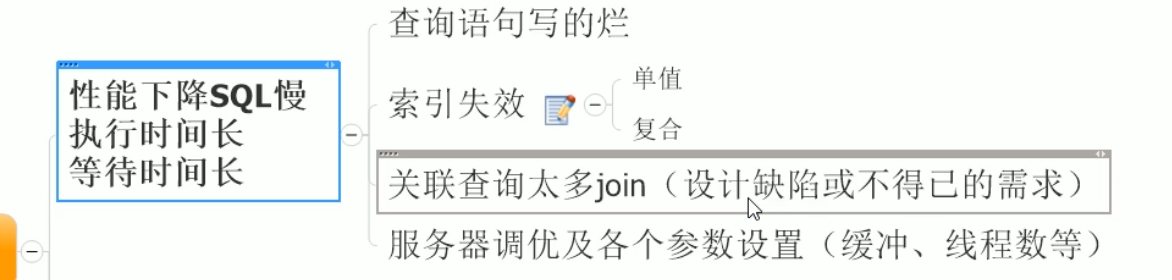 查询语句写的烂
性能下降SQL慢
执行时间长
等待时间长
索引失效
单值
复合
关联查询太多join（设计缺陷或不得已的需求）
服务器调优及各个参数设置（缓冲、线程数等）